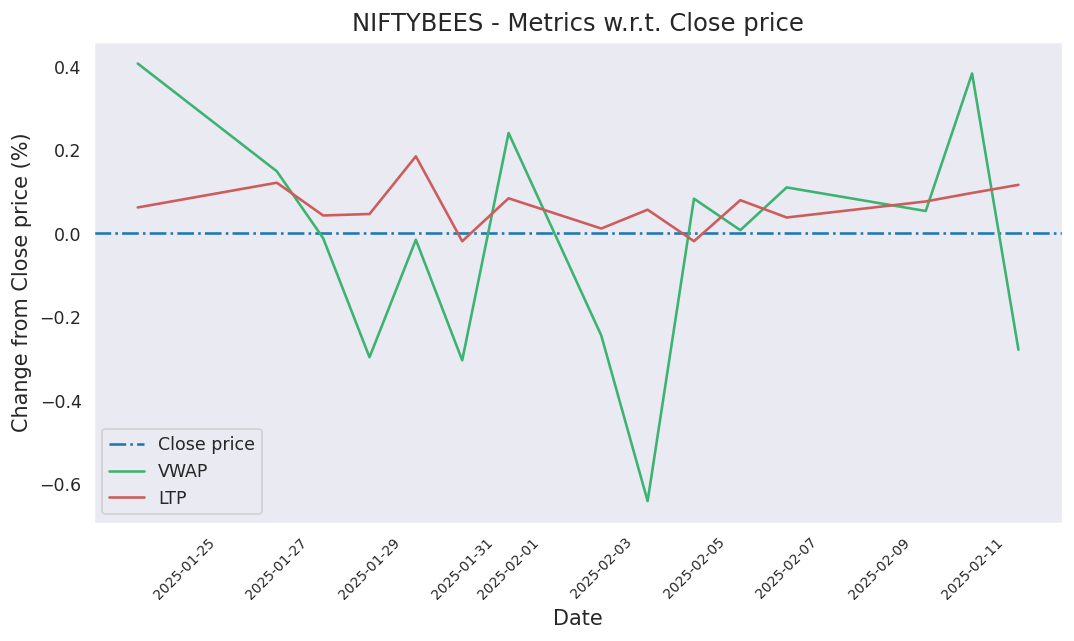 NIFTYBEES - Metrics w.r.t. Close price
Change from Close price (%)
0.4
0.2
0.0
−0.2
−0.4
−0.6
Close price
VWAP
LTP
2025-01-25
2025-01-27
2025-01-29
2025-01-31
2025-02-01
2025-02-03
2025-02-05
2025-02-07
2025-02-09
2025-02-11
Date